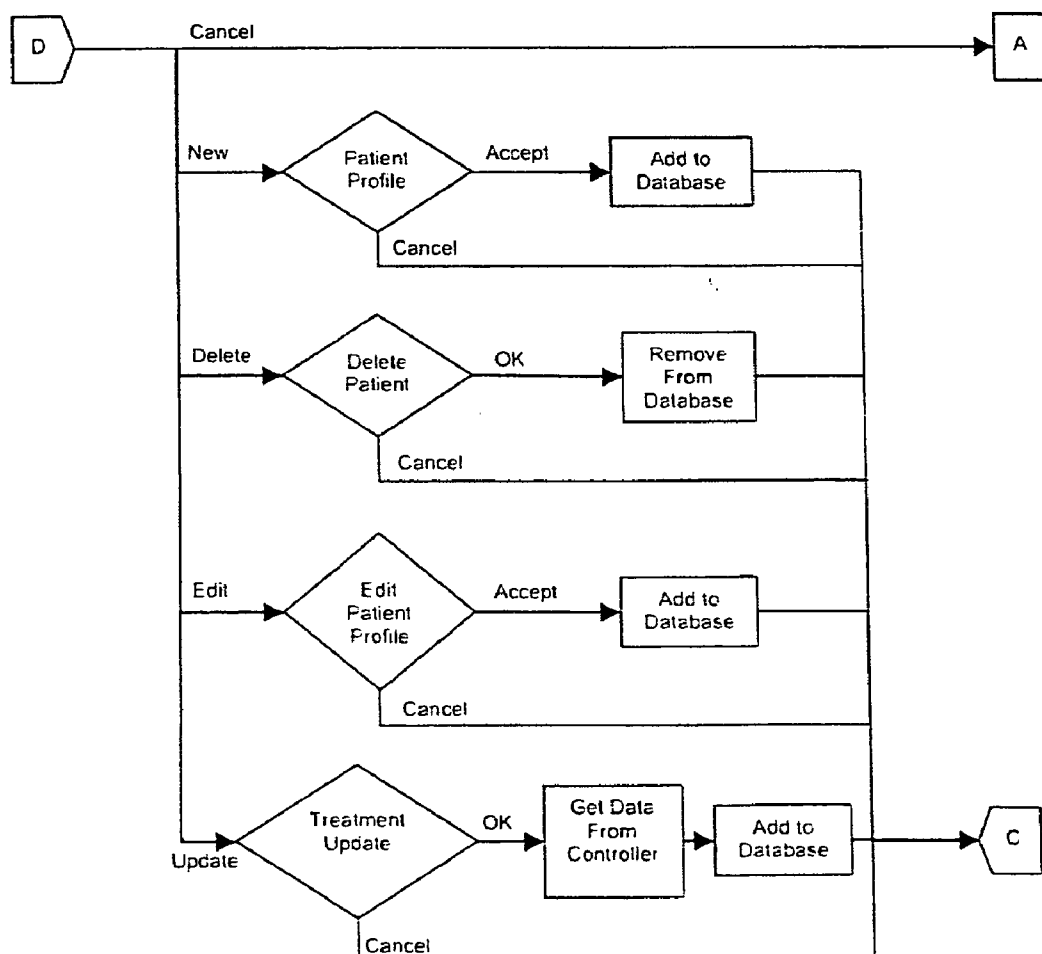 D
Cancel
A
New
Patient
Profile
Accept
Add to
Database
Cancel
Delete
Delete
Patient
OK
Remove
From
Database
Cancel
Edit
Edit
Patient
Profile
Accept
Add to
Database
Cancel
Update
Treatment
Update
OK
Get Data
From
Controller
Add to
Database
C
Cancel